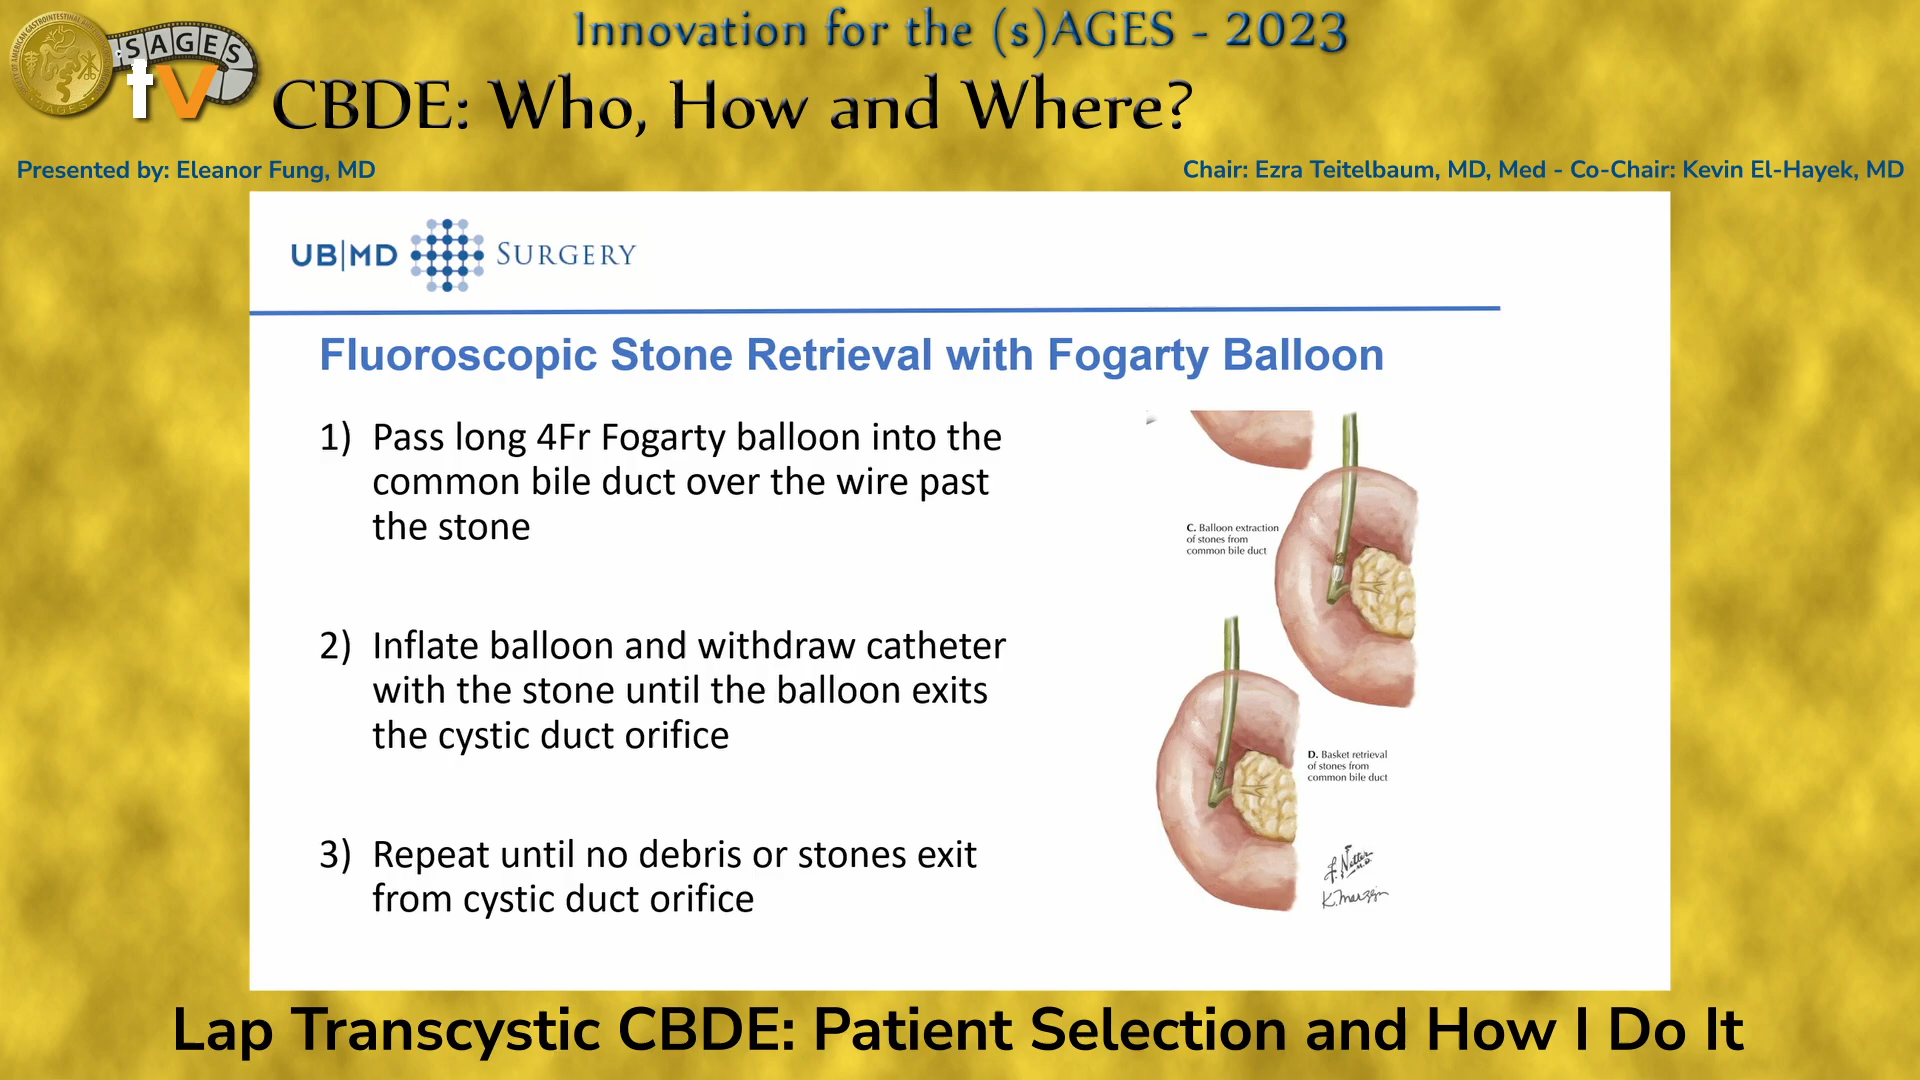 SAGES
tv
Innovation for the (s)AGES - 2023
CBDE: Who, How and Where?
Presented by: Eleanor Fung, MD
Chair: Ezra Teitelbaum, MD, Med - Co-Chair: Kevin El-Hayek, MD
UB|MD SURGERY
Fluoroscopic Stone Retrieval with Fogarty Balloon
1) Pass long 4Fr Fogarty balloon into the
common bile duct over the wire past
the stone
2) Inflate balloon and withdraw catheter
with the stone until the balloon exits
the cystic duct orifice
3) Repeat until no debris or stones exit
from cystic duct orifice
C. Balloon extraction
of stones from
common bile duct
D. Basket retrieval
of stones from
common bile duct
F. Netter
M.D.
Lap Transcystic CBDE: Patient Selection and How I Do It